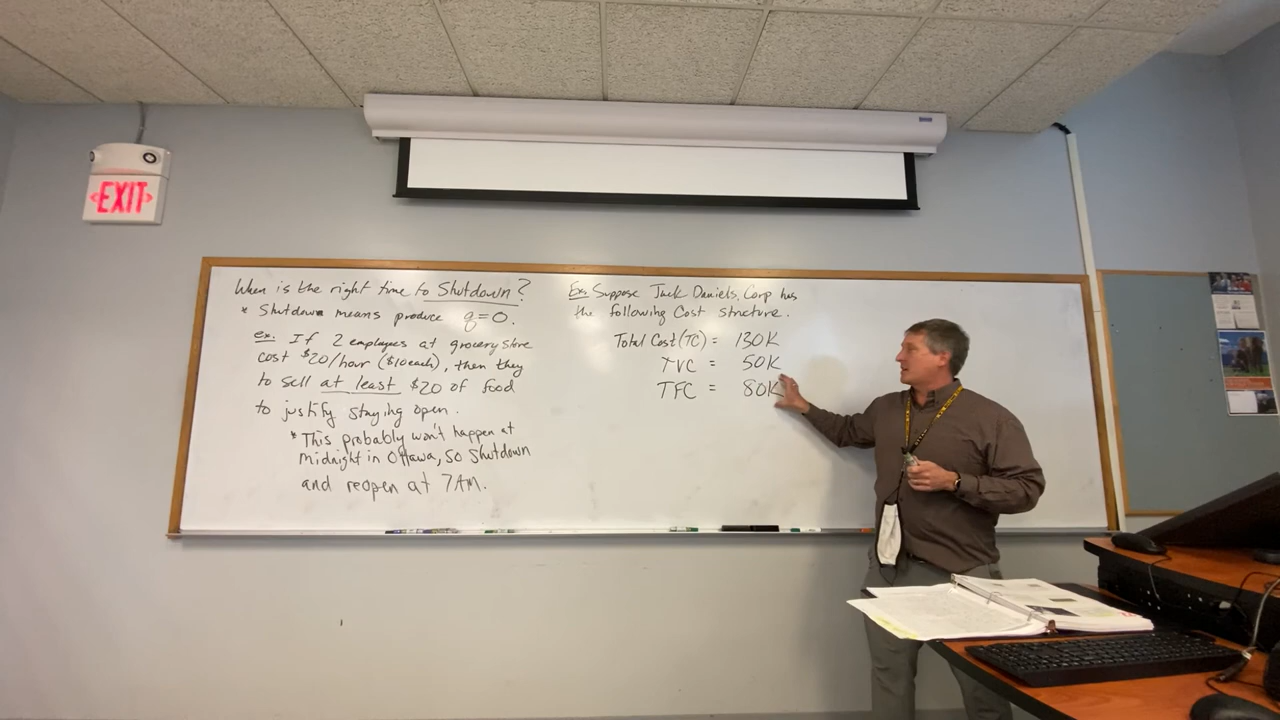 EXIT
When is the right time to Shutdown?
* Shutdown means produce q=0.
ex. If 2 employees at grocery store
cost $20/hour ($10 each), then they
to sell at least $20 of food
to justify staying open.
* This probably won't happen at
Midnight in Ottawa, so shutdown
and reopen at 7AM.
Ex: Suppose Jack Daniels, Corp has
the following Cost structure.
Total Cost (TC) = 130K
TVC = 50K
TFC = 80K